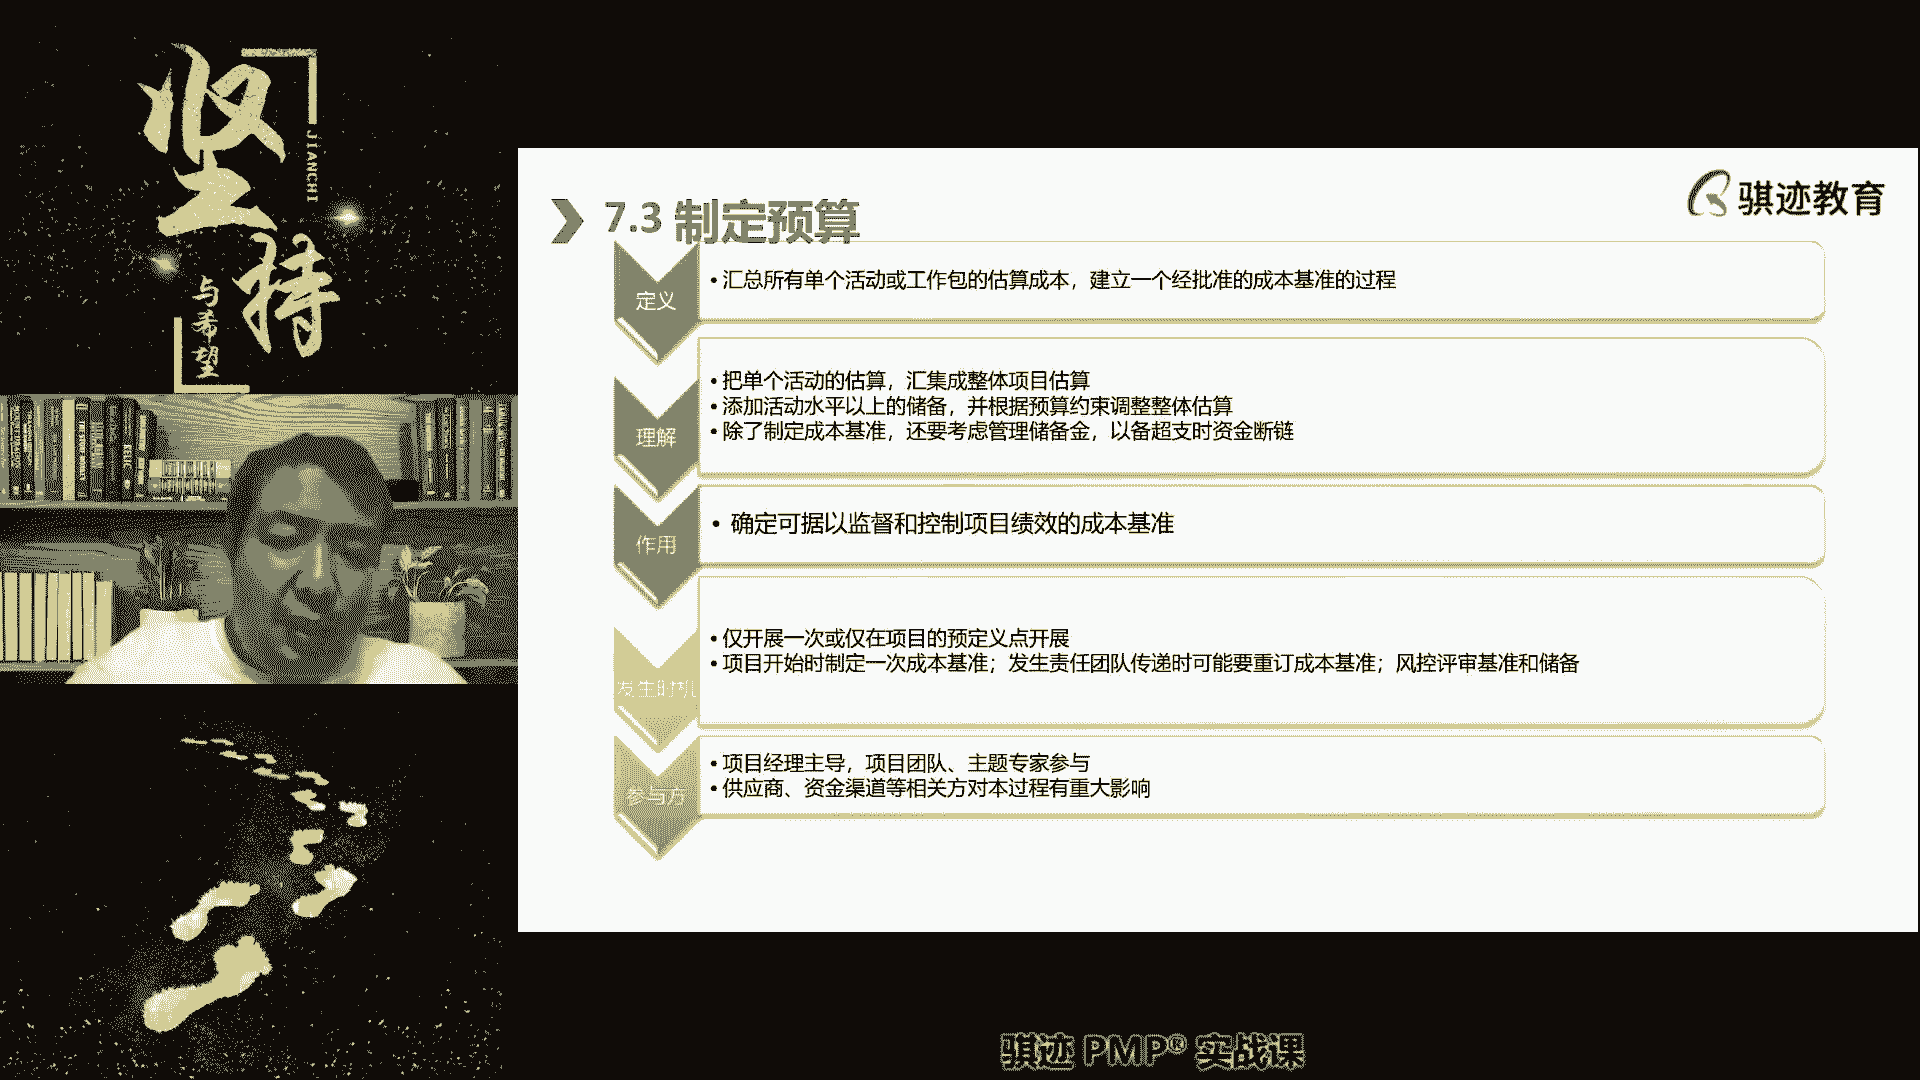 坚持
JIANCHI
与希望
骐迹教育
7.3 制定预算
定义
• 汇总所有单个活动或工作包的估算成本，建立一个经批准的成本基准的过程
理解
• 把单个活动的估算，汇集成整体项目估算
• 添加活动水平以上的储备，并根据预算约束调整整体估算
• 除了制定成本基准，还要考虑管理储备金，以备超支时资金断链
作用
• 确定可据以监督和控制项目绩效的成本基准
发生时机
• 仅开展一次或仅在项目的预定义点开展
• 项目开始时制定一次成本基准；发生责任团队传递时可能要重订成本基准；风控评审基准和储备
参与方
• 项目经理主导，项目团队、主题专家参与
• 供应商、资金渠道等相关方对本过程有重大影响
骐迹 PMP® 实战课